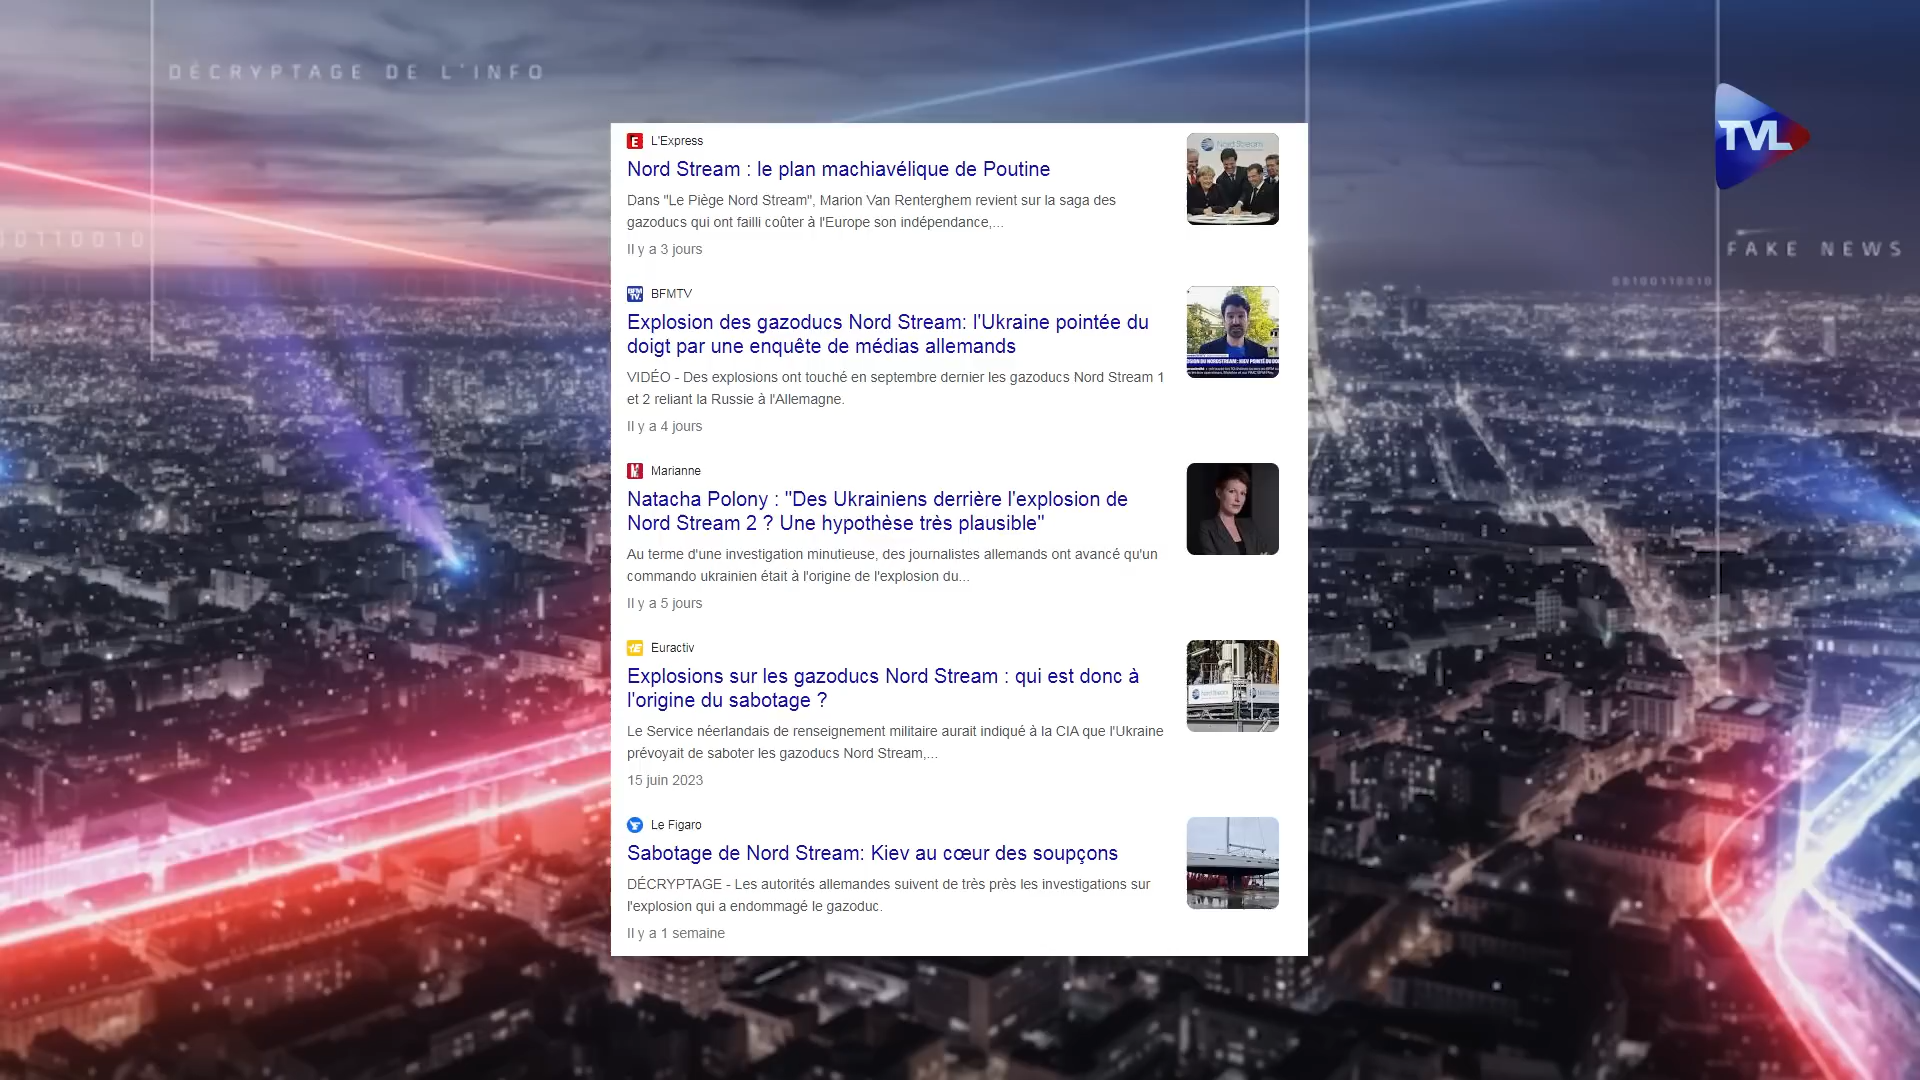 DÉCRYPTAGE DE L'INFO
TVL
00110010
FAKE NEWS
00100110010
L'Express
Nord Stream : le plan machiavélique de Poutine
Dans "Le Piège Nord Stream", Marion Van Renterghem revient sur la saga des
gazoducs qui ont failli coûter à l'Europe son indépendance,...
Il y a 3 jours
Nord Stream
BFMTV
Explosion des gazoducs Nord Stream: l'Ukraine pointée du
doigt par une enquête de médias allemands
VIDÉO - Des explosions ont touché en septembre dernier les gazoducs Nord Stream 1
et 2 reliant la Russie à l'Allemagne.
Il y a 4 jours
Marianne
Natacha Polony : "Des Ukrainiens derrière l'explosion de
Nord Stream 2 ? Une hypothèse très plausible"
Au terme d'une investigation minutieuse, des journalistes allemands ont avancé qu'un
commando ukrainien était à l'origine de l'explosion du...
Il y a 5 jours
Euractiv
Explosions sur les gazoducs Nord Stream : qui est donc à
l'origine du sabotage ?
Le Service néerlandais de renseignement militaire aurait indiqué à la CIA que l'Ukraine
prévoyait de saboter les gazoducs Nord Stream,...
15 juin 2023
Le Figaro
Sabotage de Nord Stream: Kiev au cœur des soupçons
DÉCRYPTAGE - Les autorités allemandes suivent de très près les investigations sur
l'explosion qui a endommagé le gazoduc.
Il y a 1 semaine